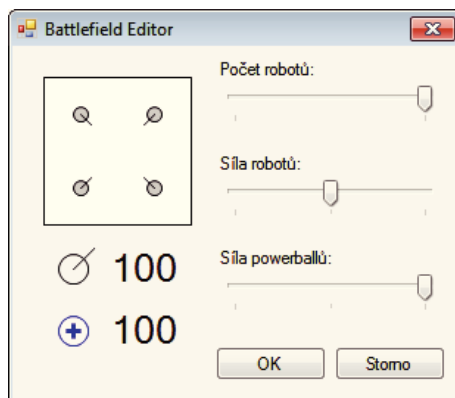 Battlefield Editor
Počet robotů:
Síla robotů:
Síla powerballů:
100
100
OK
Storno